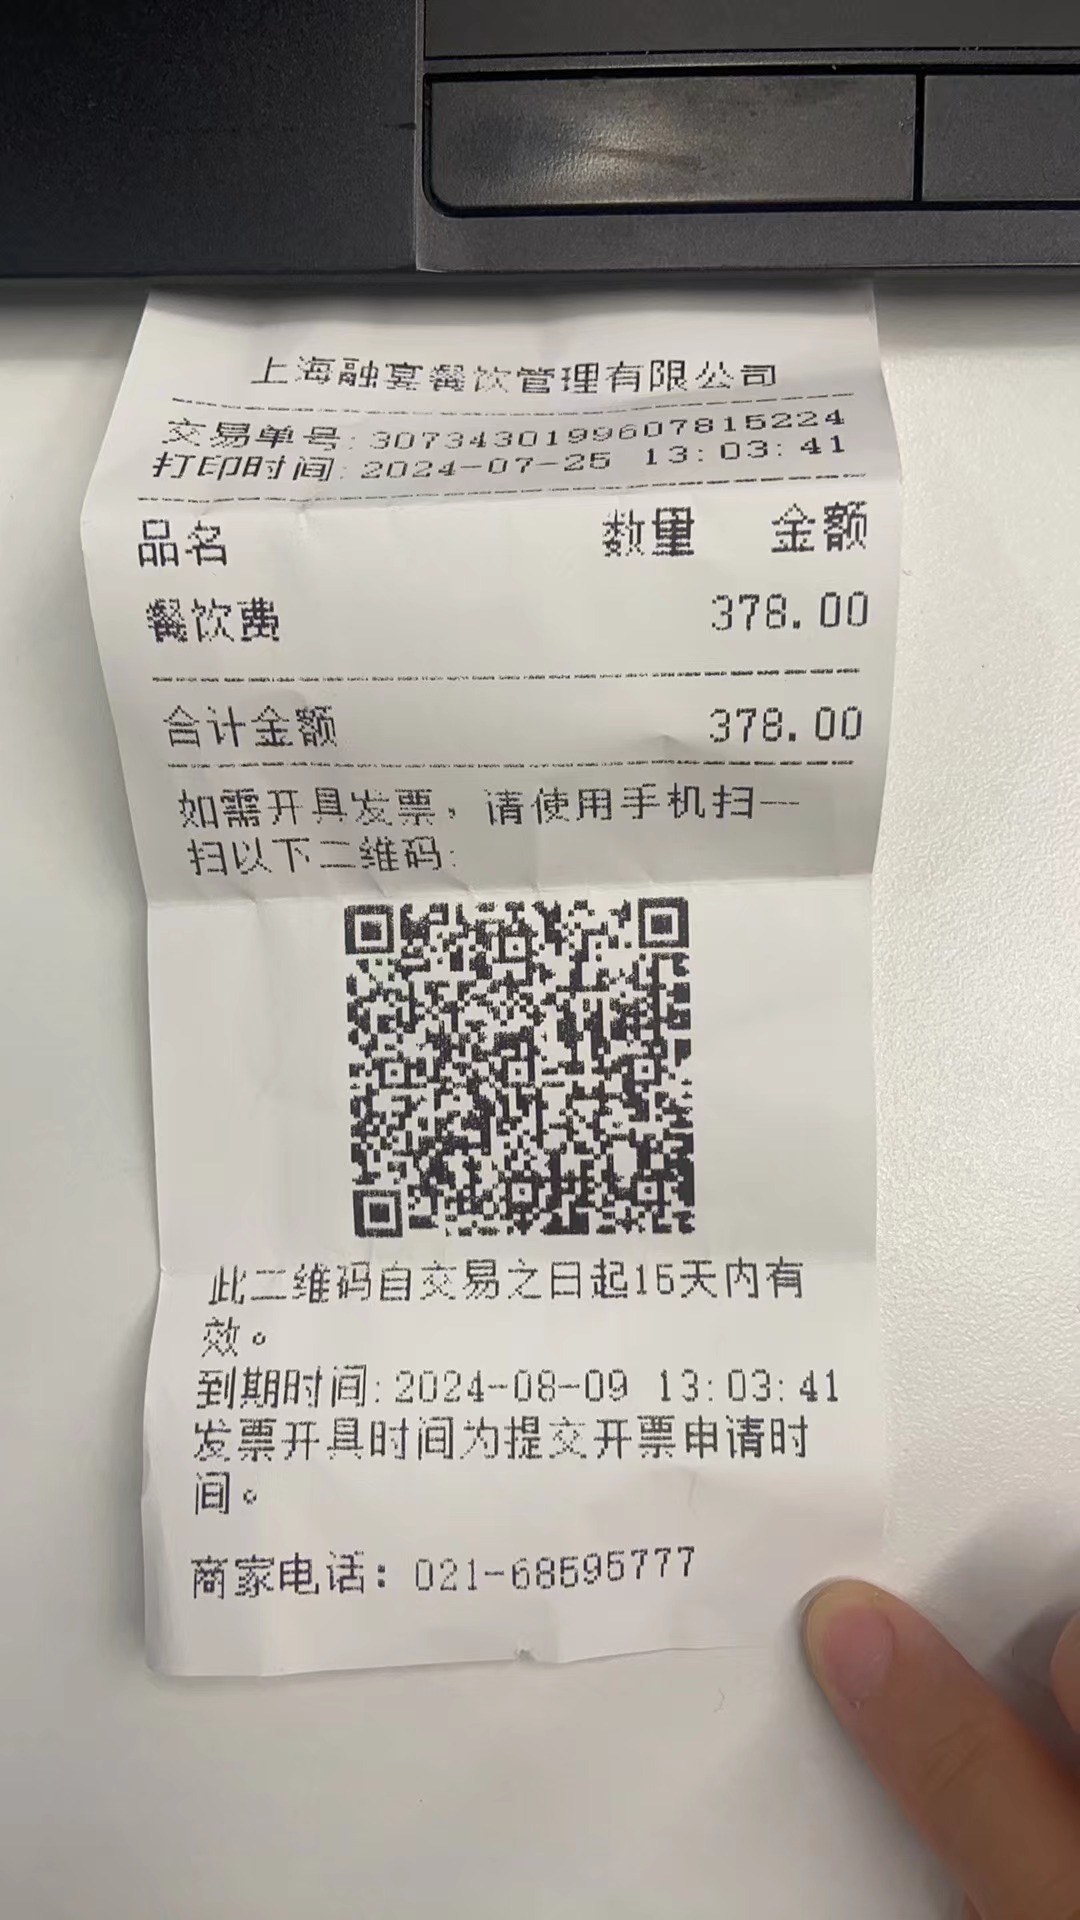 上海融宴餐饮管理有限公司
交易单号:3073430199607815224
打印时间:2024-07-25 13:03:41
品名 数量 金额
餐饮费 378.00
合计金额 378.00
如需开具发票，请使用手机扫一
扫以下二维码:
此二维码自交易之日起15天内有
效。
到期时间:2024-08-09 13:03:41
发票开具时间为提交开票申请时
间。
商家电话：021-68595777